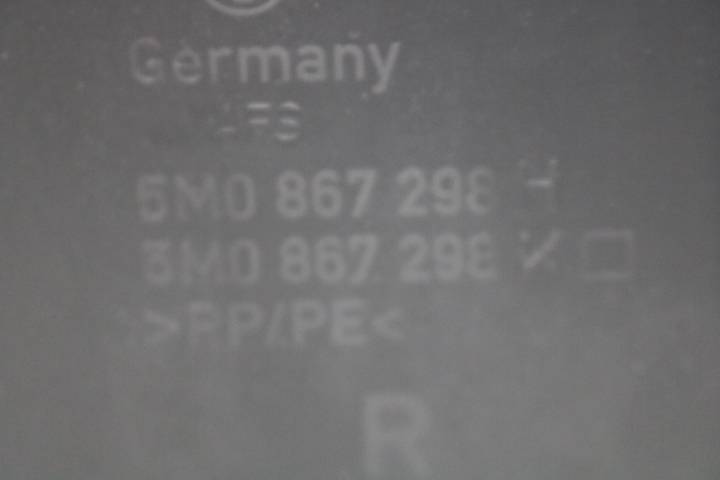 Germany
5M0 867 298 H
5M0 867 298
>PP/PE<
R